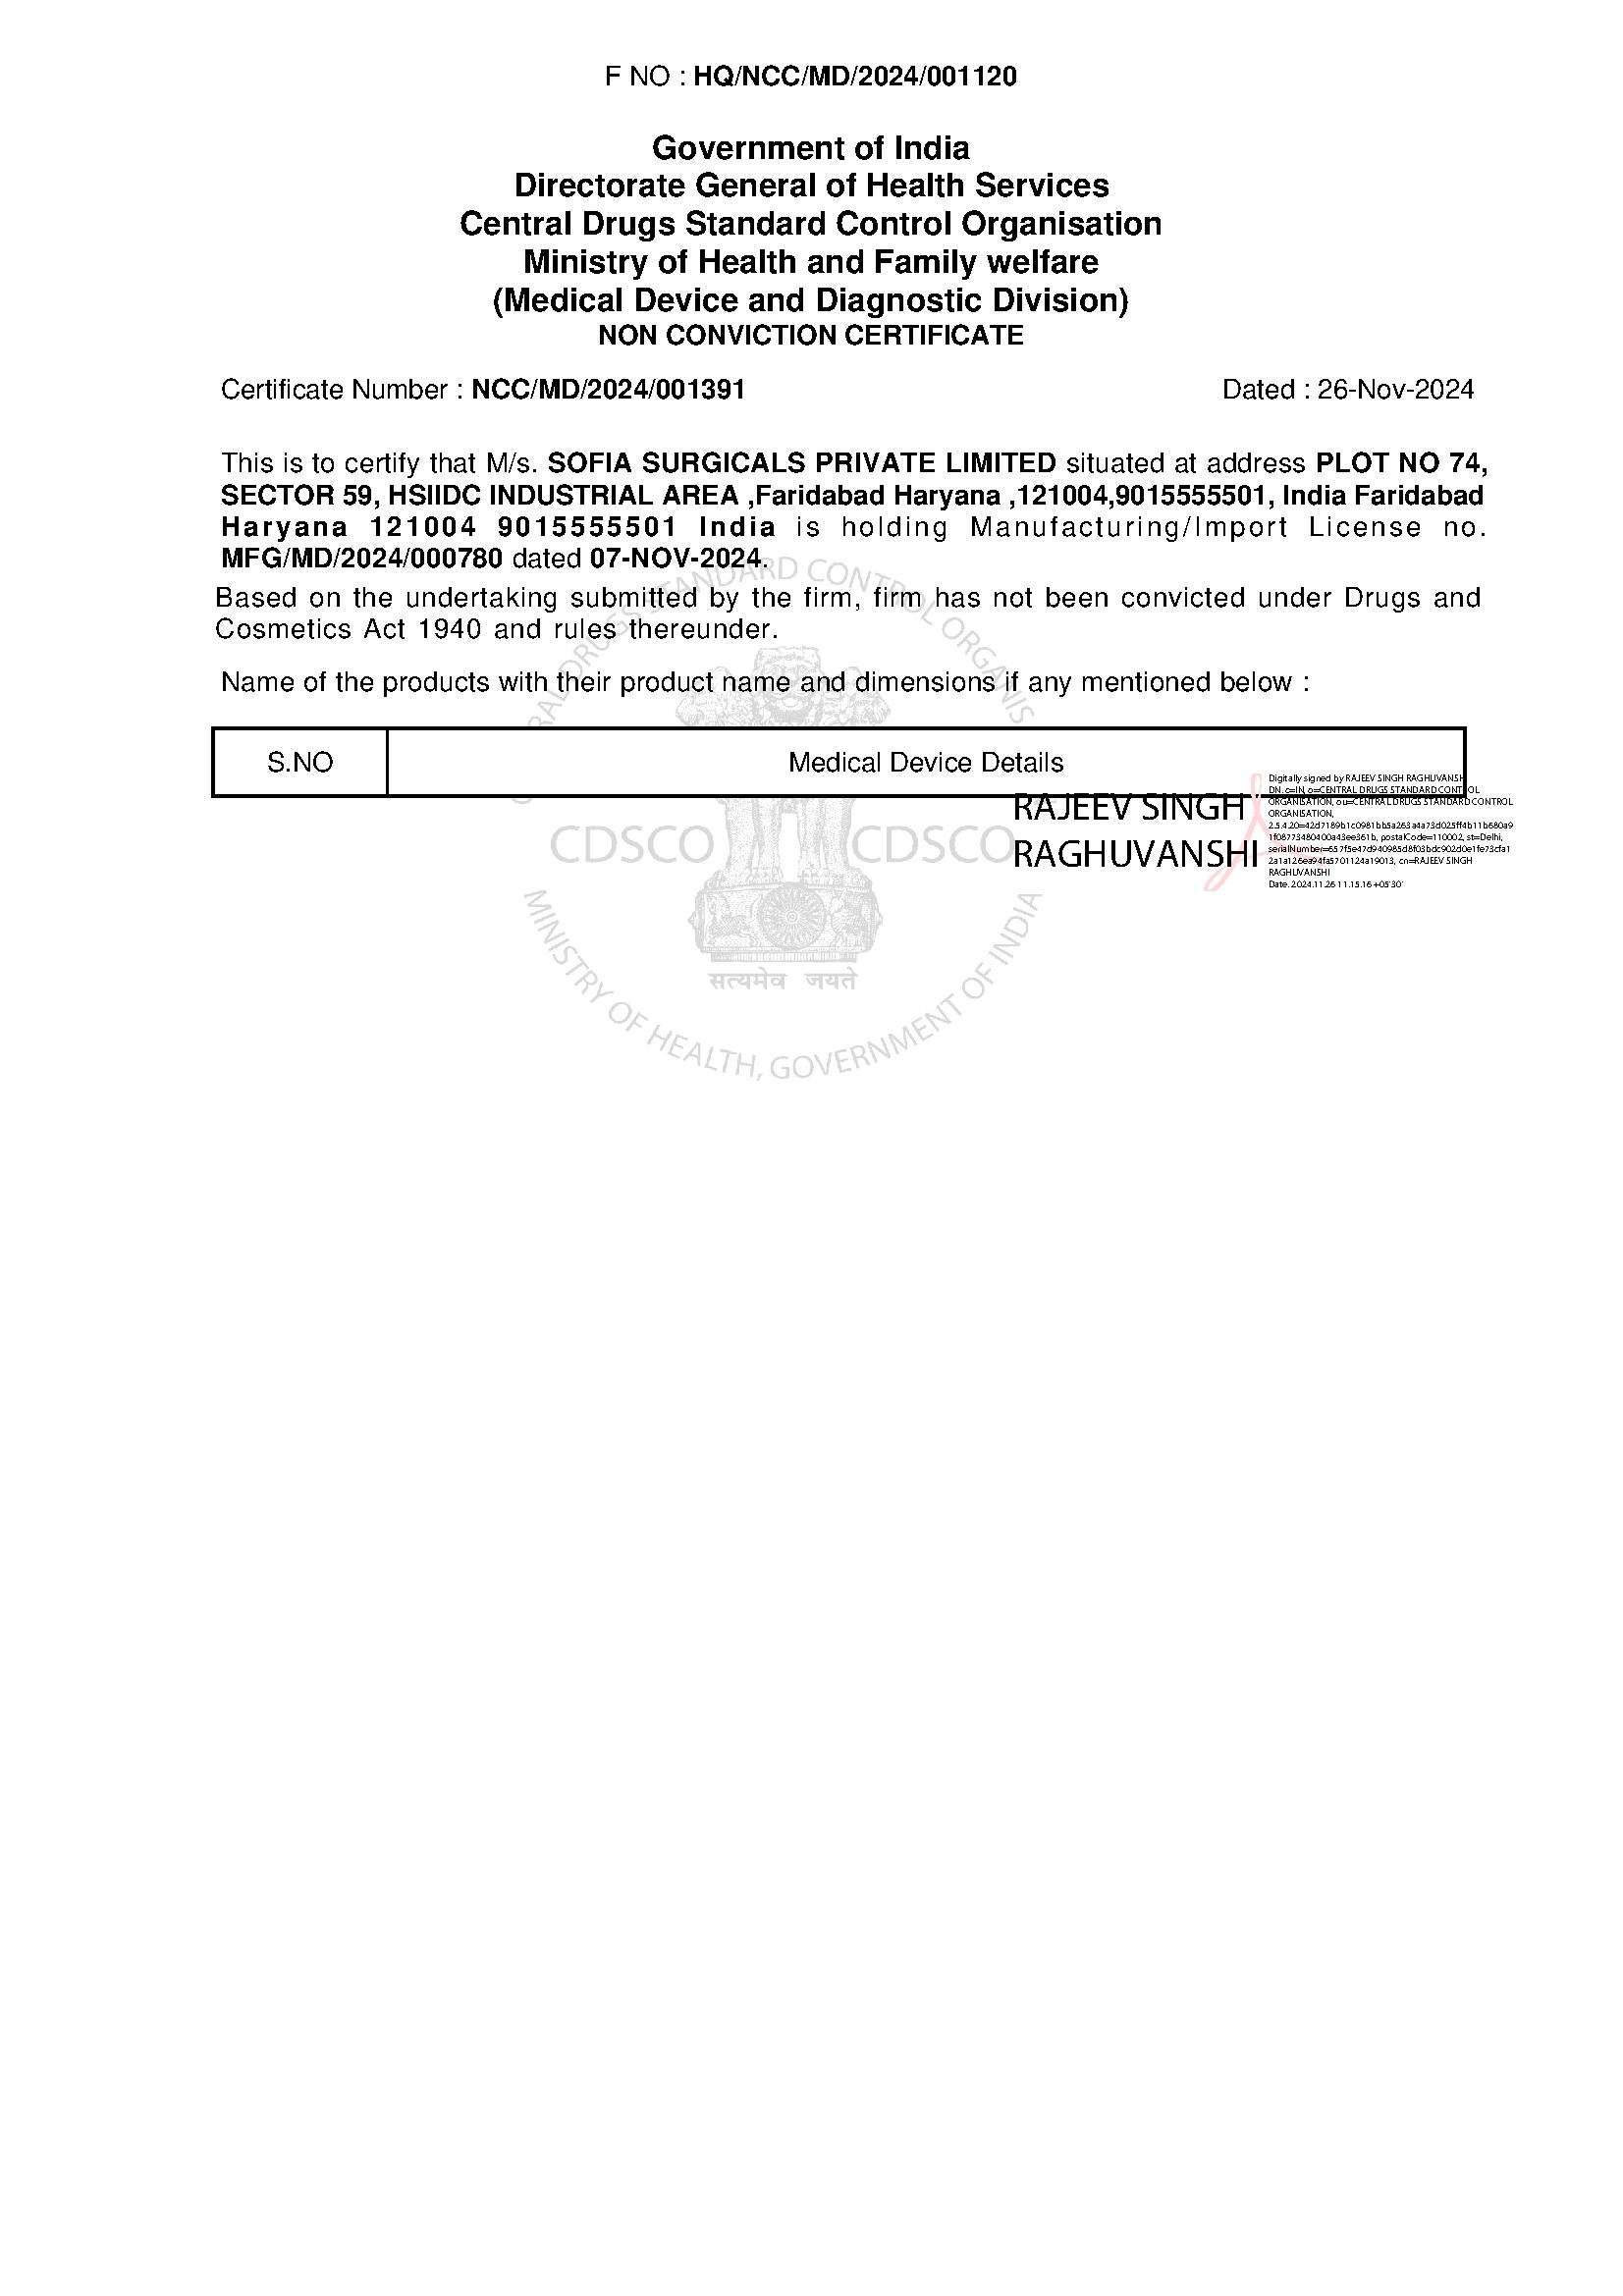 F NO : HQ/NCC/MD/2024/001120
Government of India
Directorate General of Health Services
Central Drugs Standard Control Organisation
Ministry of Health and Family welfare
(Medical Device and Diagnostic Division)
NON CONVICTION CERTIFICATE
Certificate Number : NCC/MD/2024/001391 Dated : 26-Nov-2024
This is to certify that M/s. SOFIA SURGICALS PRIVATE LIMITED situated at address PLOT NO 74,
SECTOR 59, HSIIDC INDUSTRIAL AREA ,Faridabad Haryana ,121004,9015555501, India Faridabad
Haryana 121004 9015555501 India is holding Manufacturing/Import License no.
MFG/MD/2024/000780 dated 07-NOV-2024.
Based on the undertaking submitted by the firm, firm has not been convicted under Drugs and
Cosmetics Act 1940 and rules thereunder.
Name of the products with their product name and dimensions if any mentioned below :
S.NO Medical Device Details
RAJEEV SINGH
RAGHUVANSHI
Digitally signed by RAJEEV SINGH RAGHUVANSH
DN: c=IN, o=CENTRAL DRUGS STANDARD CONTROL
ORGANISATION, ou=CENTRAL DRUGS STANDARD CONTROL
ORGANISATION,
postalCode=110002, st=Delhi,
cn=RAJEEV SINGH
RAGHUVANSHI
Date: 2024.11.26 11:15:16 +05'30'
DRUGS STANDARD CONTROL ORGANIS
CDSCO CDSCO
सत्यमेव जयते
MINISTRY OF HEALTH, GOVERNMENT OF INDIA